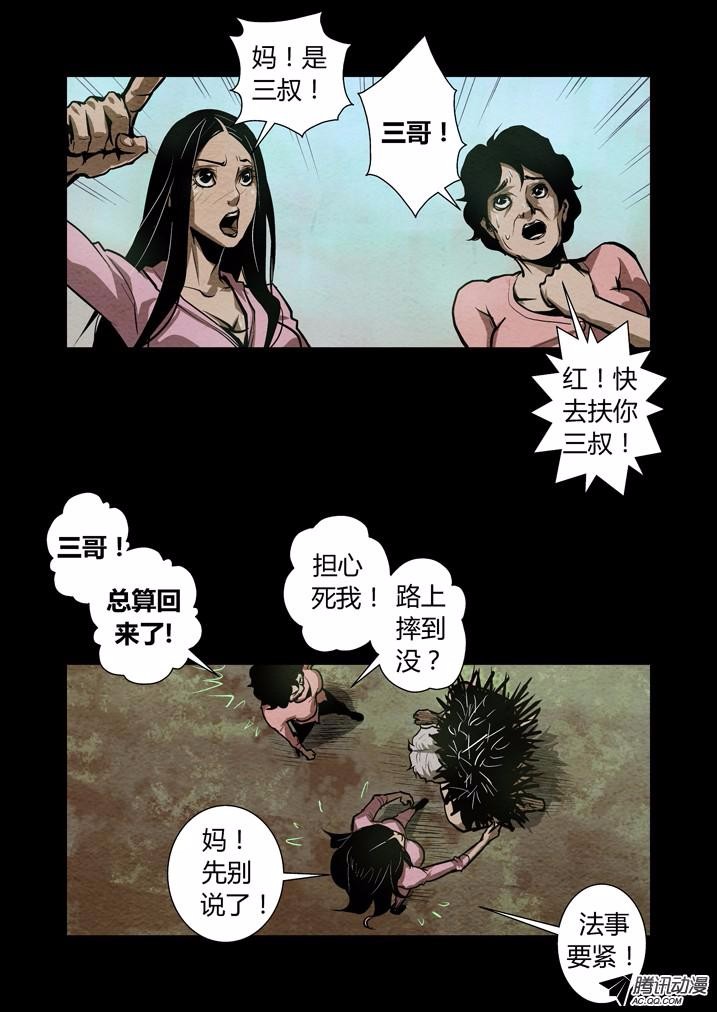 妈！是
三叔！
三哥！
红！快
去扶你
三叔！
三哥！
总算回
来了!
担心
死我！
路上
摔到
没？
妈！
先别
说了！
法事
要紧！
腾讯动漫
AC.QQ.COM